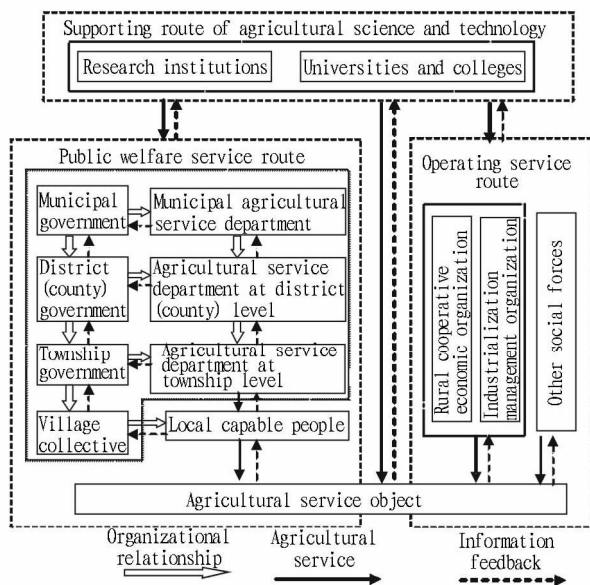 Supporting route of agricultural science and technology
Research institutions
Universities and colleges
Public welfare service route
Municipal
government
Municipal agricultural
service department
District
(county)
government
Agricultural service
department at district
(county) level
Township
government
Agricultural service
department at
township level
Village
collective
Local capable people
Operating service
route
Rural cooperative
economic organization
Industrialization
management organization
Other social forces
Agricultural service object
Organizational
relationship
Agricultural
service
Information
feedback